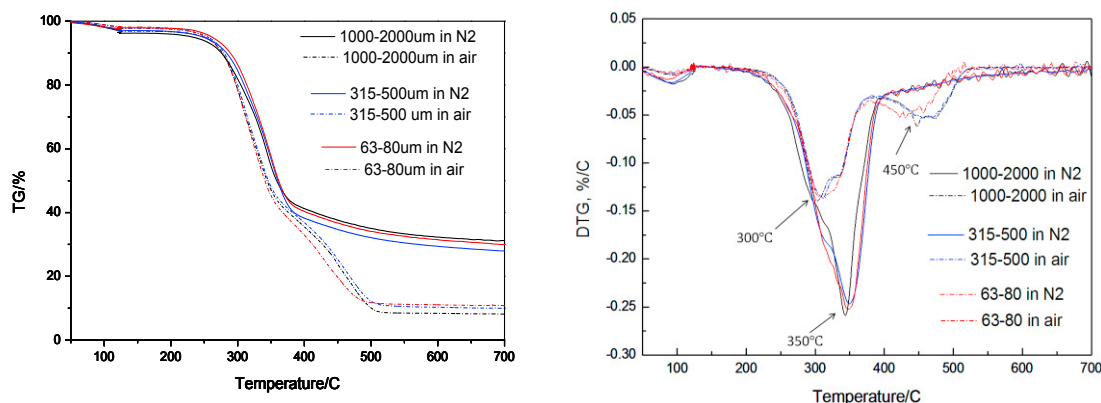 100
80
60
40
20
0
TG/%
100
200
300
400
500
600
700
Temperature/C
1000-2000um in N2
1000-2000um in air
315-500um in N2
315-500 um in air
63-80um in N2
63-80um in air
0.05
0.00
-0.05
-0.10
-0.15
-0.20
-0.25
-0.30
DTG, %/C
100
200
300
400
500
600
700
Temperature/C
450°C
300°C
350°C
1000-2000 in N2
1000-2000 in air
315-500 in N2
315-500 in air
63-80 in N2
63-80 in air